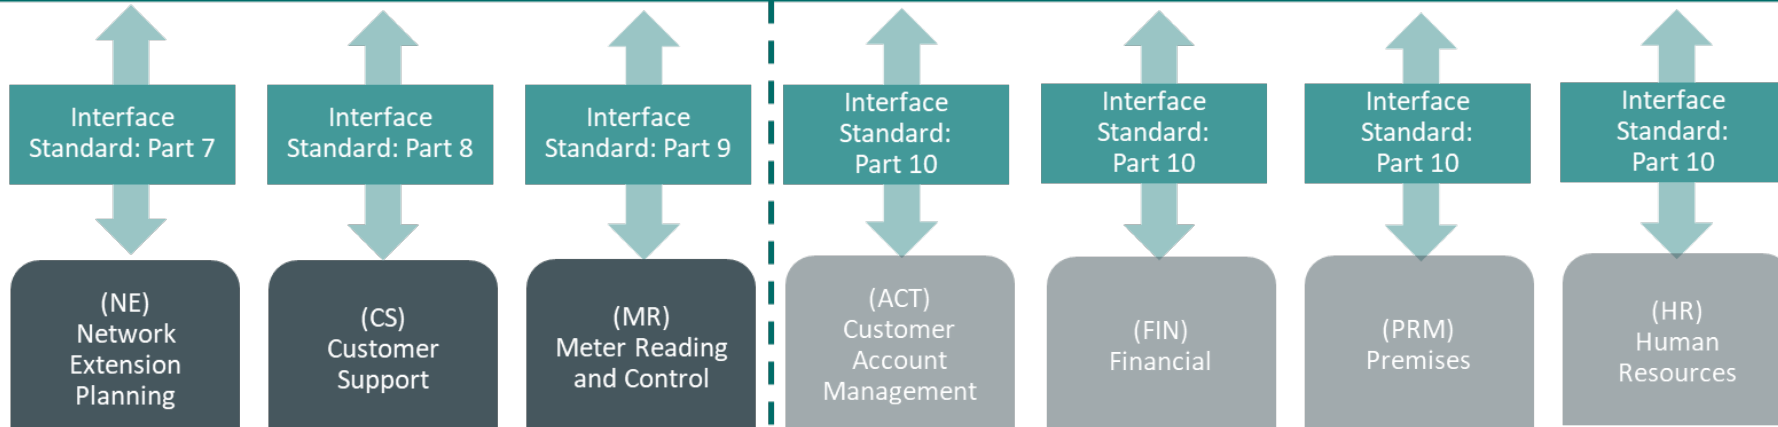 Interface
Standard: Part 7
Interface
Standard: Part 8
Interface
Standard: Part 9
Interface
Standard:
Part 10
Interface
Standard:
Part 10
Interface
Standard:
Part 10
Interface
Standard:
Part 10
(NE)
Network
Extension
Planning
(CS)
Customer
Support
(MR)
Meter Reading
and Control
(ACT)
Customer
Account
Management
(FIN)
Financial
(PRM)
Premises
(HR)
Human
Resources